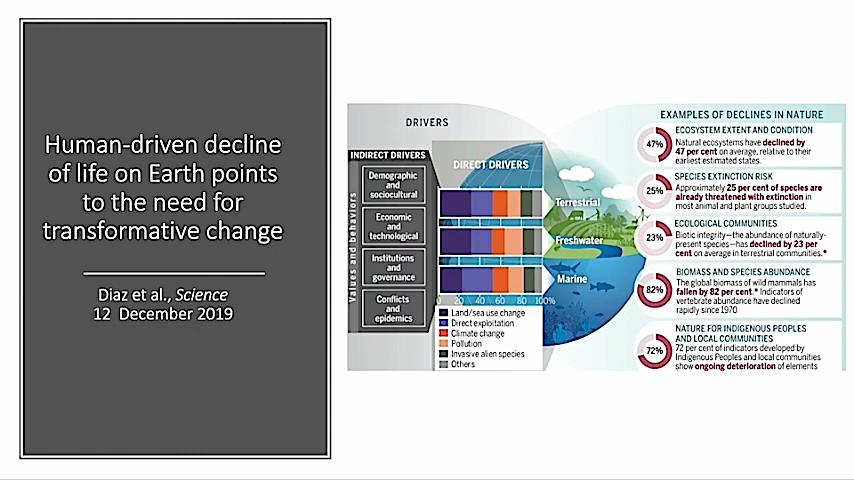 Human-driven decline
of life on Earth points
to the need for
transformative change
Diaz et al., Science
12 December 2019
DRIVERS
INDIRECT DRIVERS
Values and behaviors
Demographic
and
sociocultural
Economic
and
technological
Institutions
and
governance
Conflicts
and
epidemics
DIRECT DRIVERS
Terrestrial
Freshwater
Marine
0 20 40 60 80 100%
Land/sea use change
Direct exploitation
Climate change
Pollution
Invasive alien species
Others
EXAMPLES OF DECLINES IN NATURE
47%
ECOSYSTEM EXTENT AND CONDITION
Natural ecosystems have declined by
47 per cent on average, relative to their
earliest estimated states.
25%
SPECIES EXTINCTION RISK
Approximately 25 per cent of species are
already threatened with extinction in
most animal and plant groups studied.
23%
ECOLOGICAL COMMUNITIES
Biotic integrity—the abundance of naturally-
present species—has declined by 23 per
cent on average in terrestrial communities.*
82%
BIOMASS AND SPECIES ABUNDANCE
The global biomass of wild mammals has
fallen by 82 per cent.* Indicators of
vertebrate abundance have declined
rapidly since 1970
72%
NATURE FOR INDIGENOUS PEOPLES
AND LOCAL COMMUNITIES
72 per cent of indicators developed by
Indigenous Peoples and local communities
show ongoing deterioration of elements